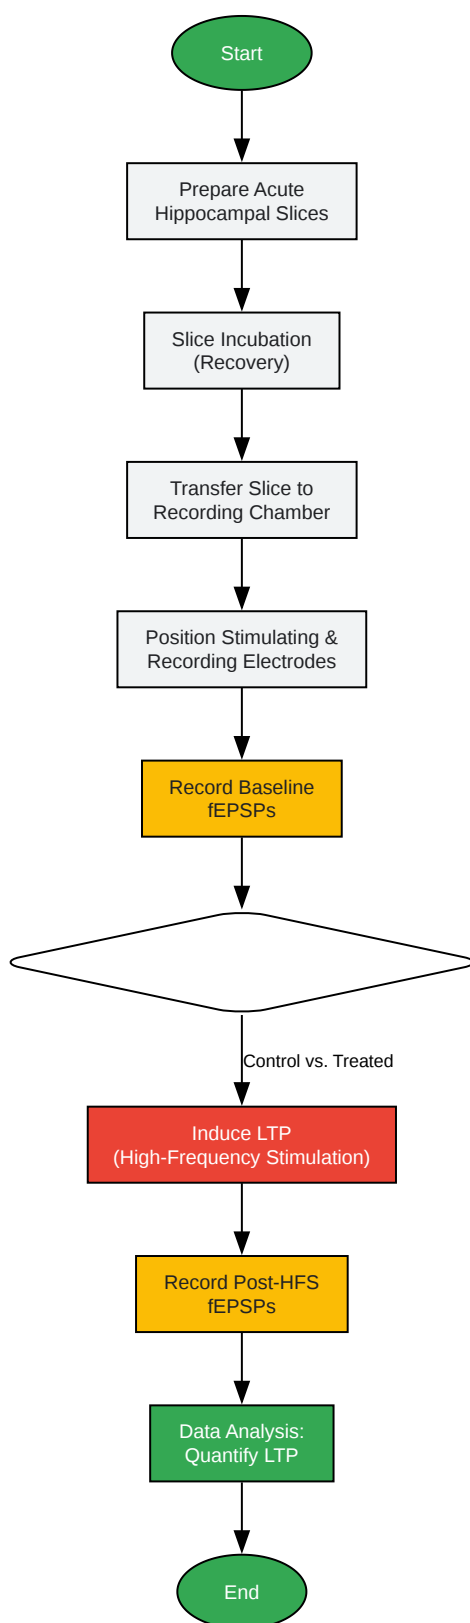 Start
Prepare Acute
Hippocampal Slices
Slice Incubation
(Recovery)
Transfer Slice to
Recording Chamber
Position Stimulating &
Recording Electrodes
Record Baseline
fEPSPs
Control vs. Treated
Induce LTP
(High-Frequency Stimulation)
Record Post-HFS
fEPSPs
Data Analysis:
Quantify LTP
End